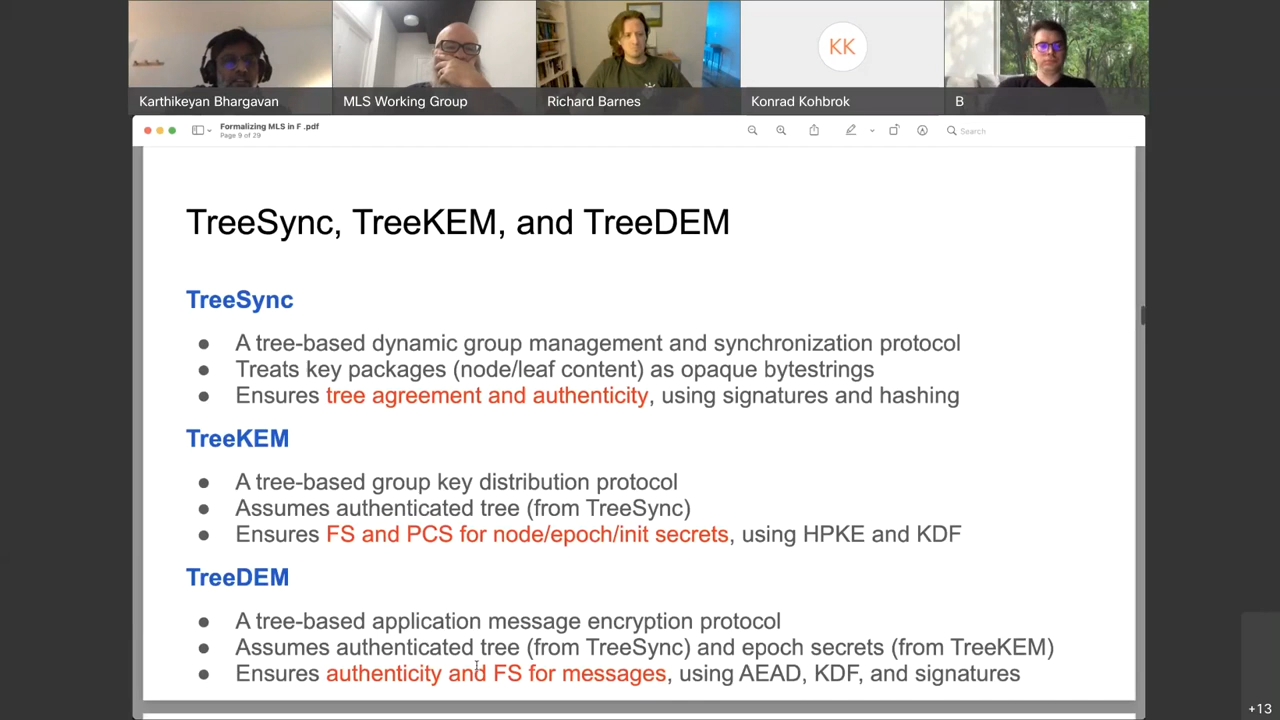 Karthikeyan Bhargavan
MLS Working Group
Richard Barnes
KK
Konrad Kohbrok
B
Formalizing MLS in F .pdf
Page 9 of 29
Search
TreeSync, TreeKEM, and TreeDEM
TreeSync
● A tree-based dynamic group management and synchronization protocol
● Treats key packages (node/leaf content) as opaque bytestrings
● Ensures tree agreement and authenticity, using signatures and hashing
TreeKEM
● A tree-based group key distribution protocol
● Assumes authenticated tree (from TreeSync)
● Ensures FS and PCS for node/epoch/init secrets, using HPKE and KDF
TreeDEM
● A tree-based application message encryption protocol
● Assumes authenticated tree (from TreeSync) and epoch secrets (from TreeKEM)
● Ensures authenticity and FS for messages, using AEAD, KDF, and signatures
+13